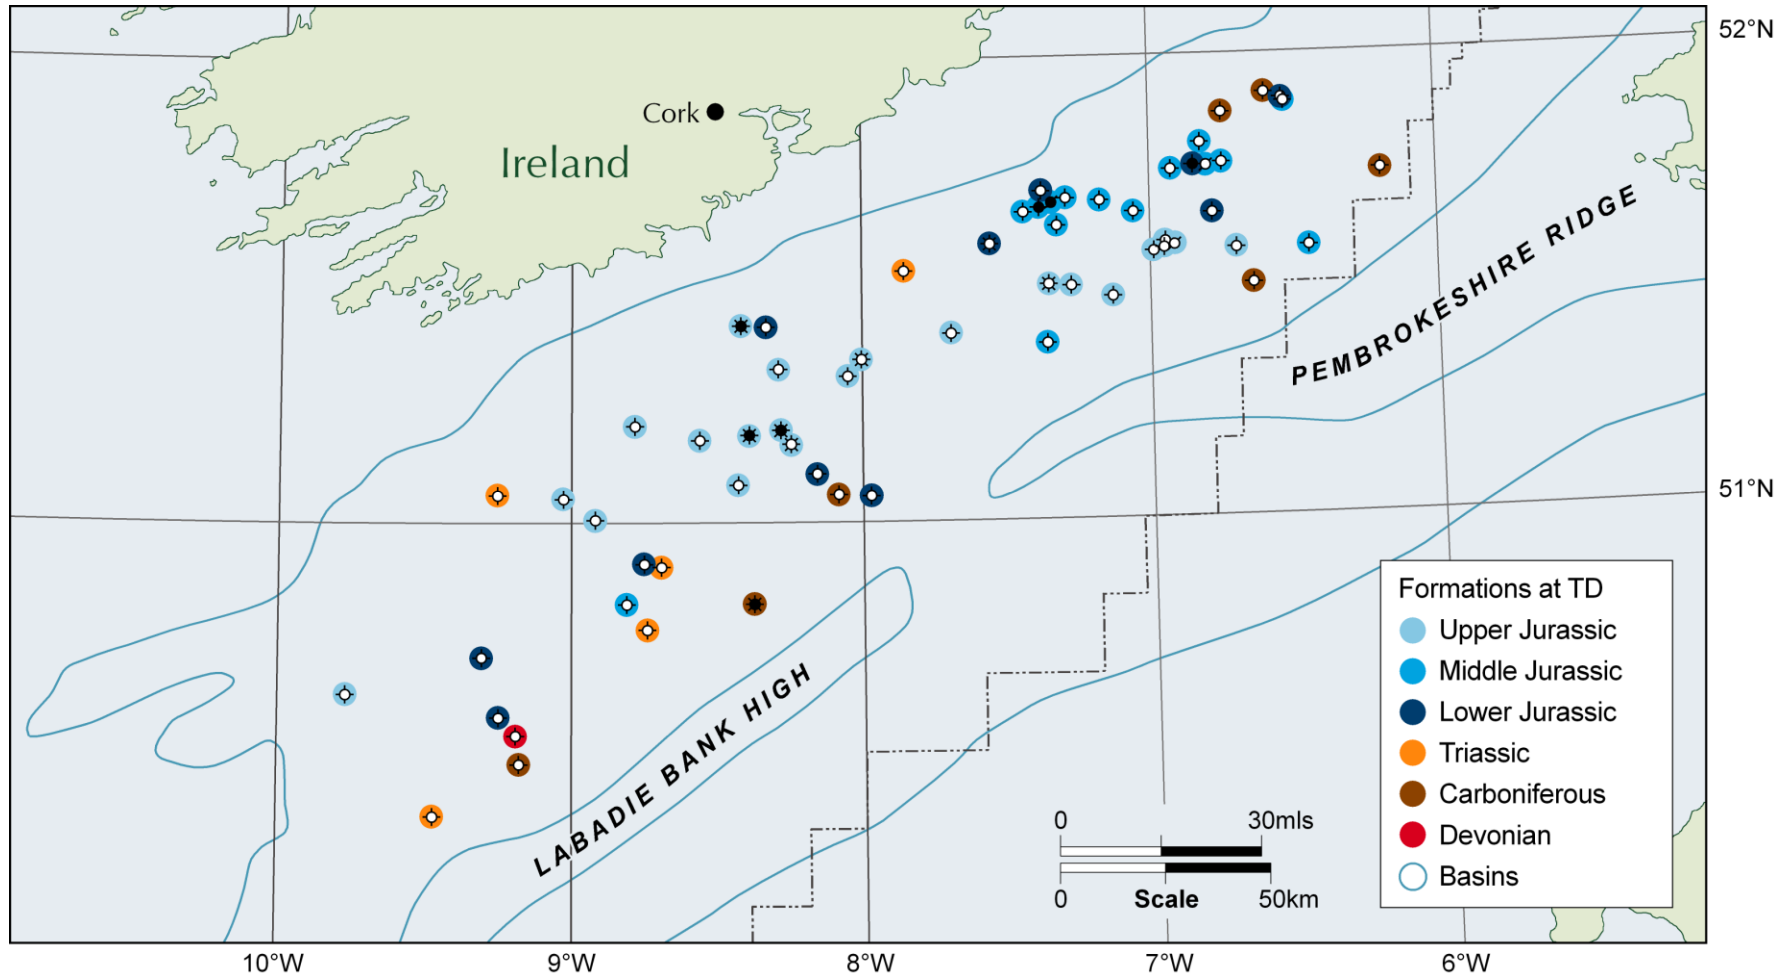 52°N
Cork
Ireland
PEMBROKESHIRE RIDGE
51°N
LABADIE BANK HIGH
Formations at TD
Upper Jurassic
Middle Jurassic
Lower Jurassic
Triassic
Carboniferous
Devonian
Basins
0 30mls
0 Scale 50km
10°W 9°W 8°W 7°W 6°W